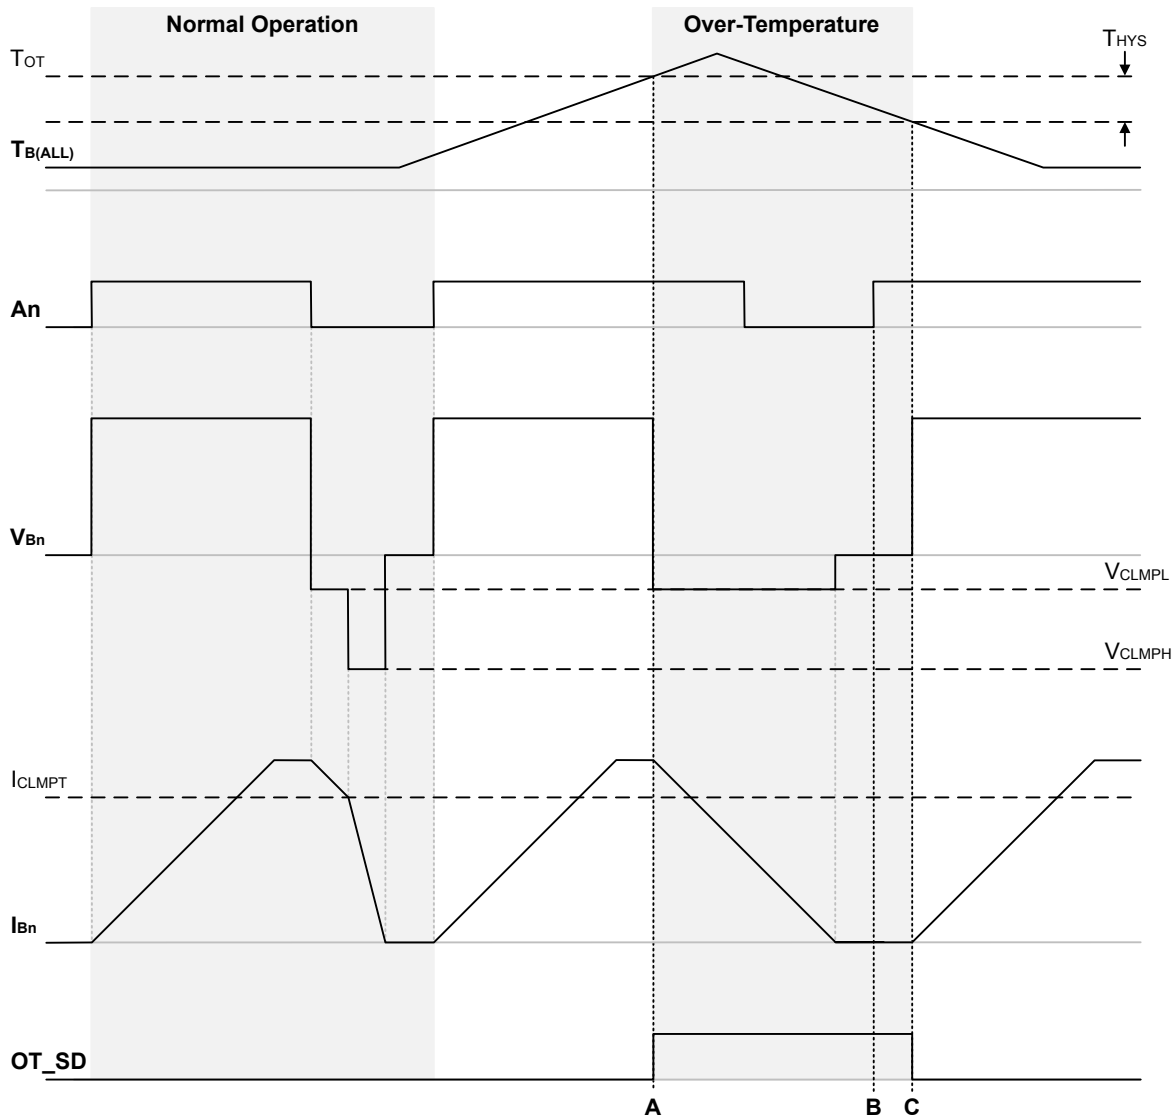 Normal Operation
Over-Temperature
THYS
TOT
TB(ALL)
An
VBn
VCLMPL
VCLMPH
ICLMPT
IBn
OT_SD
A B C